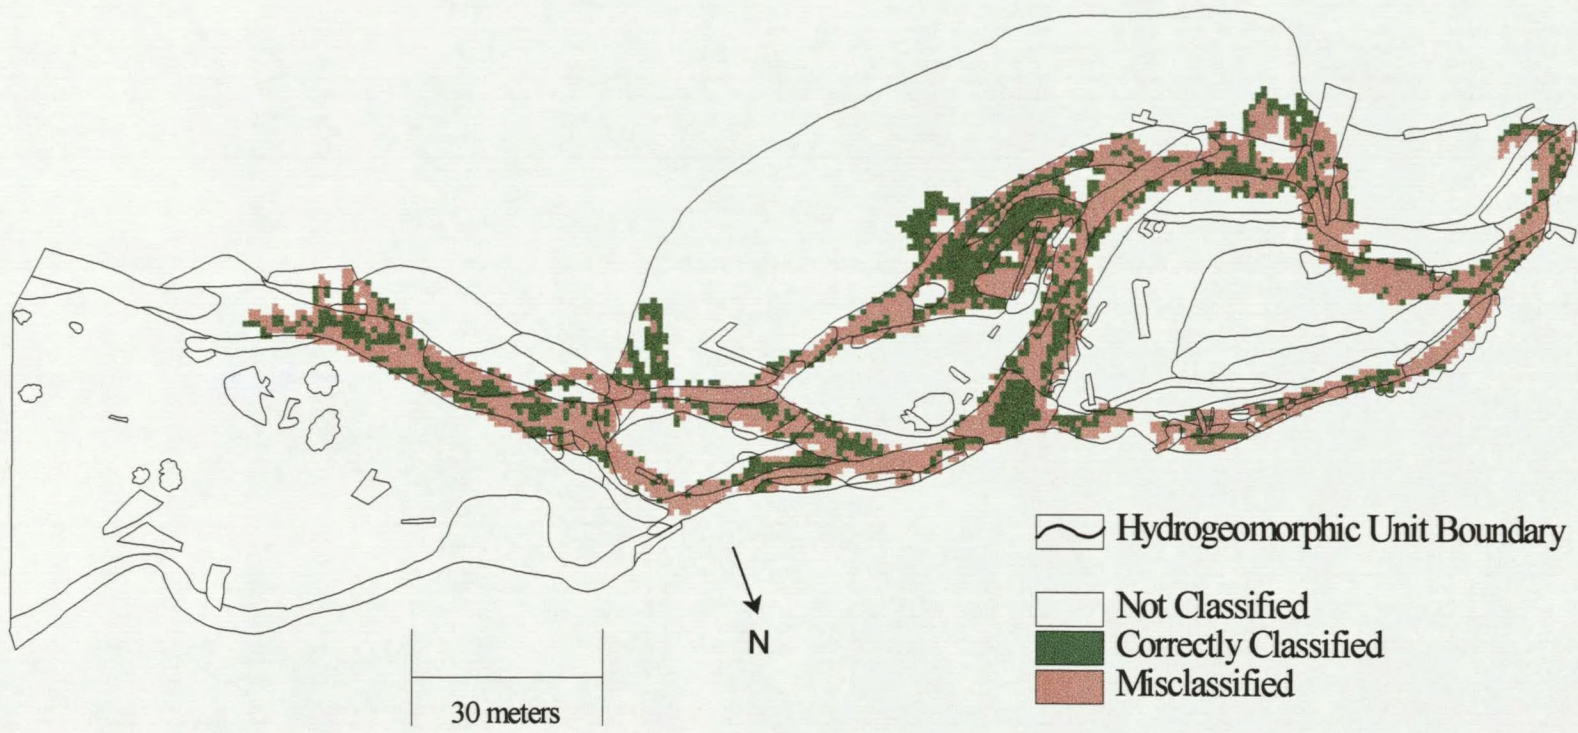 Hydrogeomorphic Unit Boundary
Not Classified
Correctly Classified
Misclassified
N
30 meters